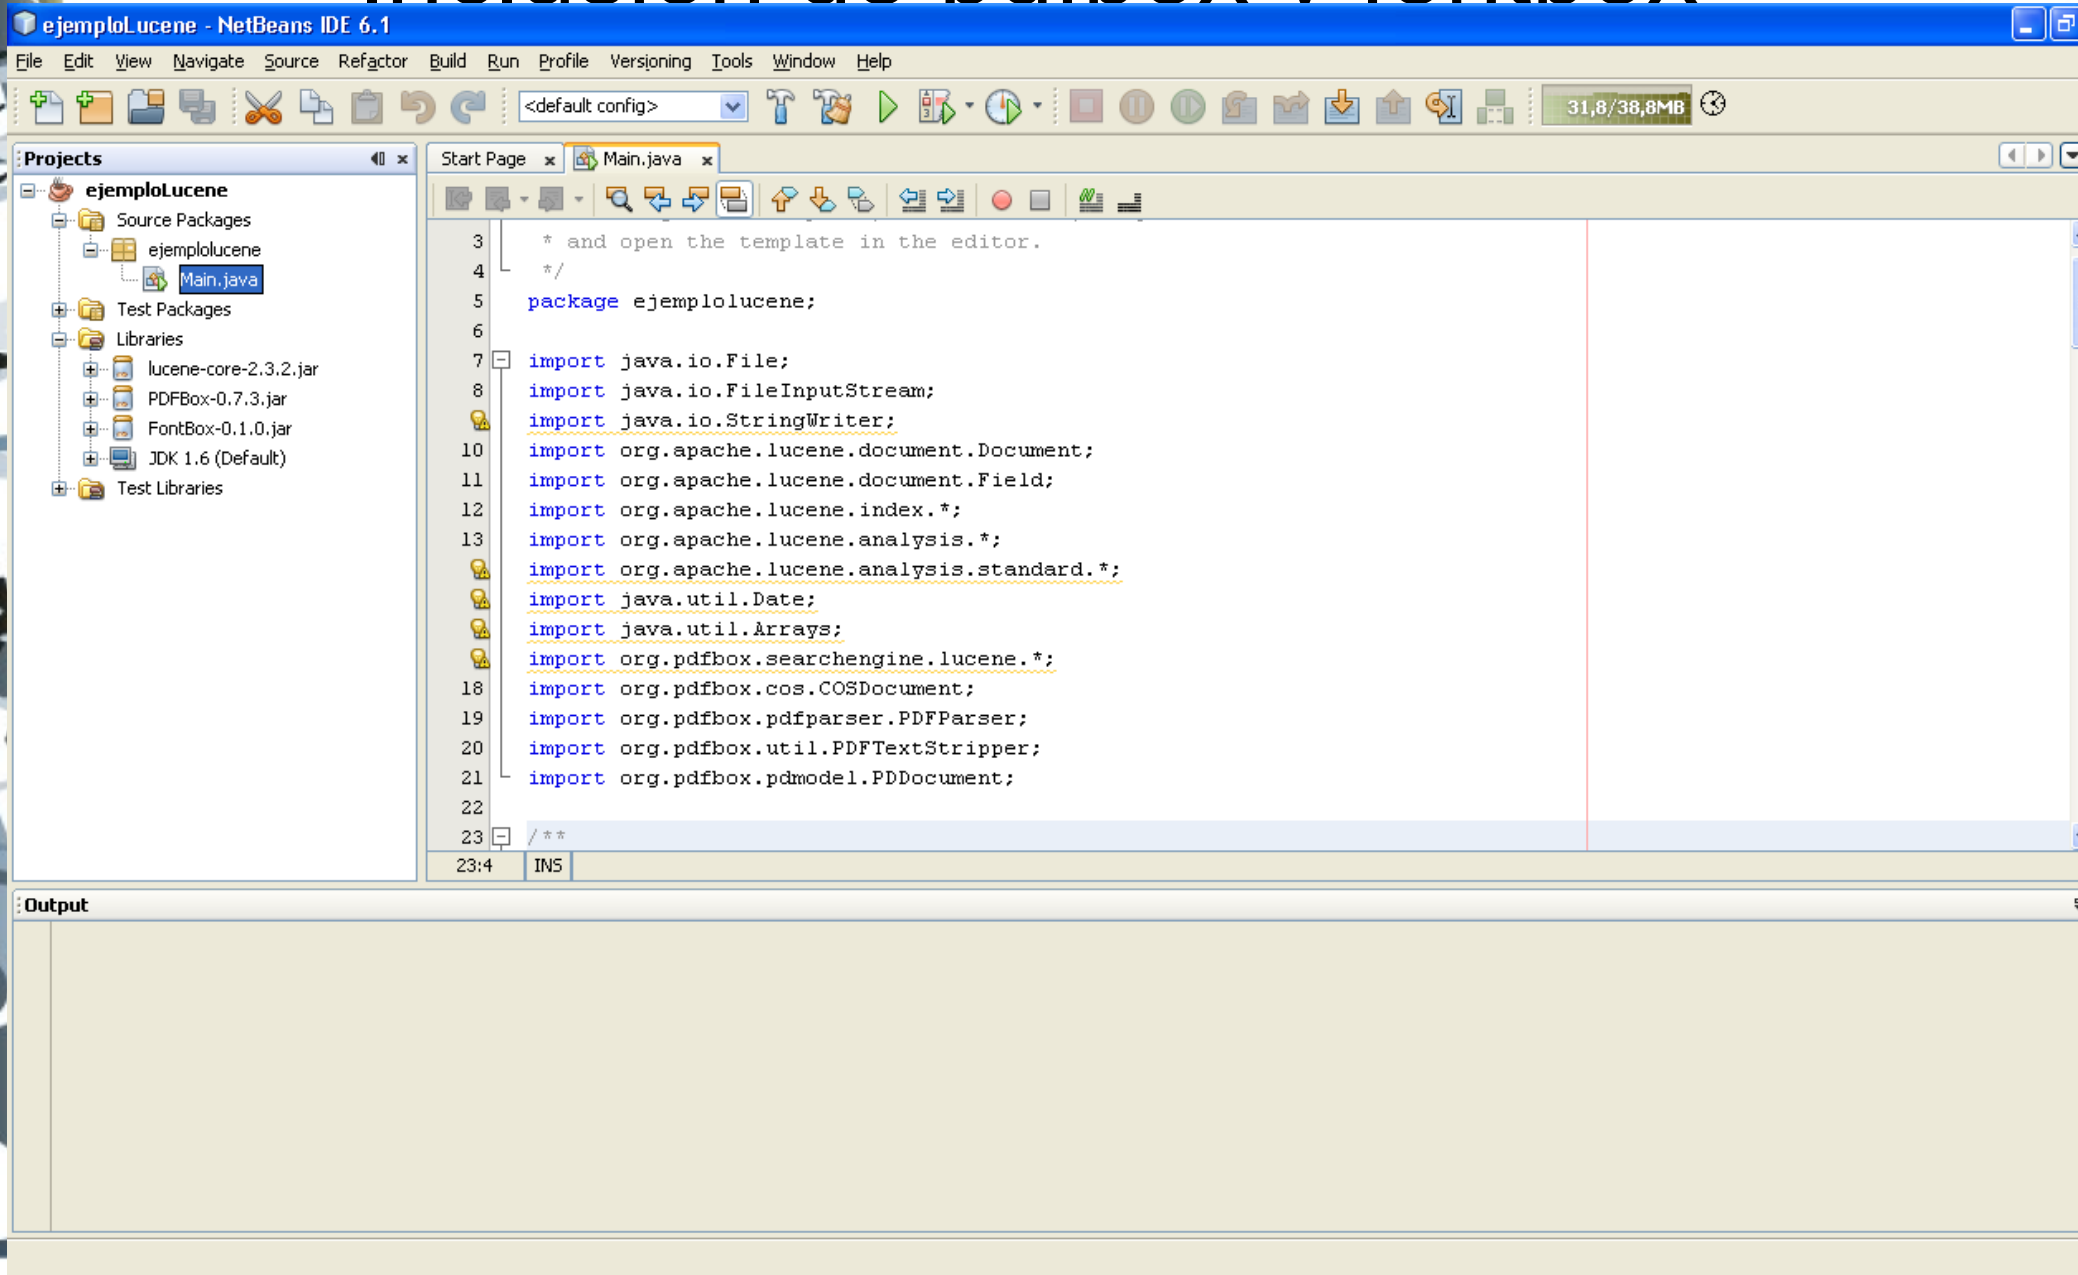 inclusión de pdfbox y fontbox
ejemploLucene - NetBeans IDE 6.1
File Edit View Navigate Source Refactor Build Run Profile Versioning Tools Window Help
<default config>
31,8/38,8MB
Projects
Start Page
Main.java
ejemploLucene
Source Packages
ejemplolucene
Main.java
Test Packages
Libraries
lucene-core-2.3.2.jar
PDFBox-0.7.3.jar
FontBox-0.1.0.jar
JDK 1.6 (Default)
Test Libraries
3 * and open the template in the editor.
4 */
5 package ejemplolucene;
6
7 import java.io.File;
8 import java.io.FileInputStream;
import java.io.StringWriter;
10 import org.apache.lucene.document.Document;
11 import org.apache.lucene.document.Field;
12 import org.apache.lucene.index.*;
13 import org.apache.lucene.analysis.*;
import org.apache.lucene.analysis.standard.*;
import java.util.Date;
import java.util.Arrays;
import org.pdfbox.searchengine.lucene.*;
18 import org.pdfbox.cos.COSDocument;
19 import org.pdfbox.pdfparser.PDFParser;
20 import org.pdfbox.util.PDFTextStripper;
21 import org.pdfbox.pdmodel.PDDocument;
22
23 /**
23:4 INS
Output